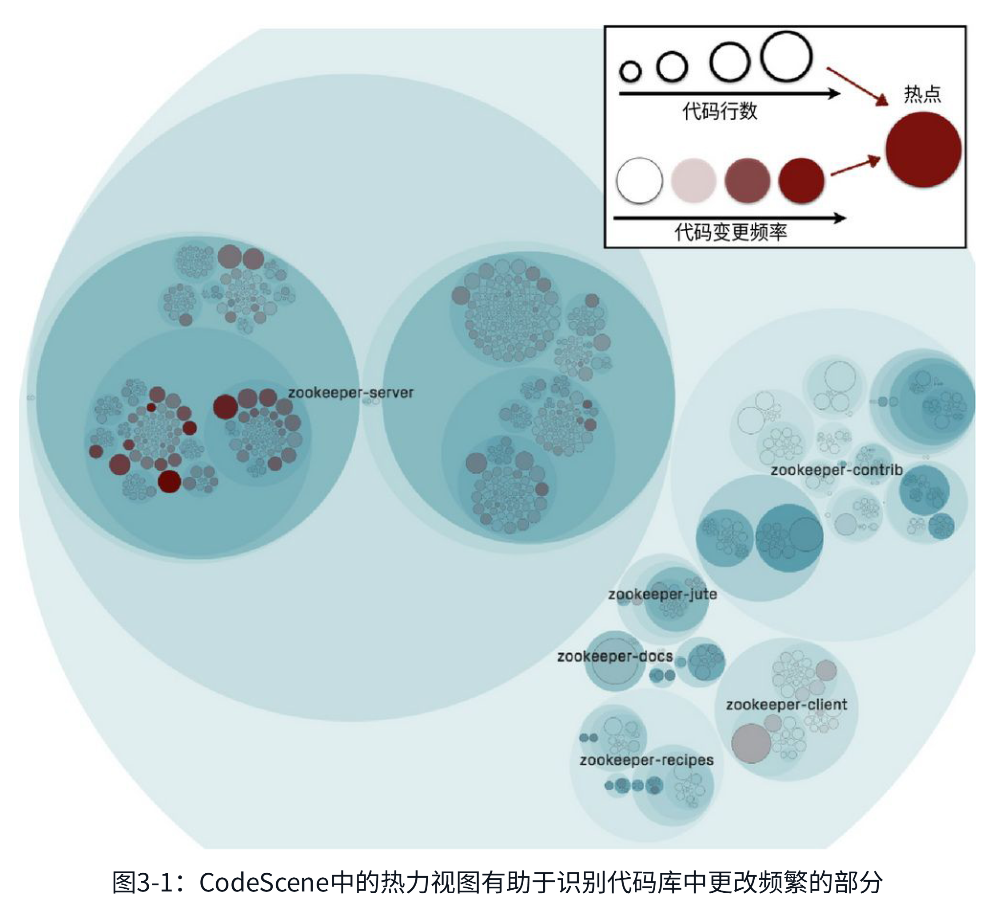 代码行数
热点
代码变更频率
zookeeper-server
zookeeper-contrib
zookeeper-jute
zookeeper-docs
zookeeper-client
zookeeper-recipes
图3-1：CodeScene中的热力视图有助于识别代码库中更改频繁的部分